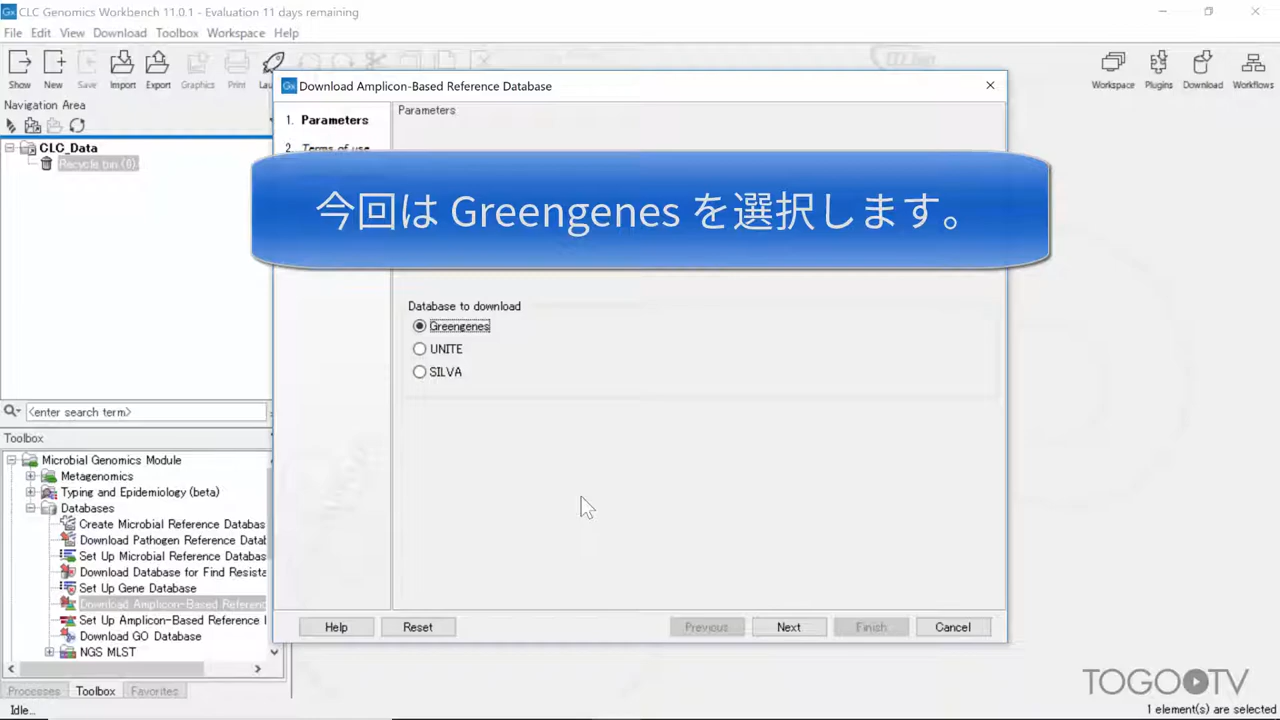 CLC Genomics Workbench 11.0.1 - Evaluation 11 days remaining
File Edit View Download Toolbox Workspace Help
Show New Save Import Export Graphics Print Workspace Plugins Download Workflows
Navigation Area
CLC_Data
Recycle bin (6)
<enter search term>
Toolbox
Microbial Genomics Module
Metagenomics
Typing and Epidemiology (beta)
Databases
Create Microbial Reference Databas
Download Pathogen Reference Datab
Set Up Microbial Reference Databas
Download Database for Find Resista
Set Up Gene Database
Download Amplicon-Based Referenc
Set Up Amplicon-Based Reference
Download GO Database
NGS MLST
Processes Toolbox Favorites
Idle...
1 element(s) are selected
Download Amplicon-Based Reference Database
1. Parameters
2. Terms of use
Parameters
今回は Greengenes を選択します。
Database to download
Greengenes
UNITE
SILVA
Help Reset Previous Next Finish Cancel
TOGOTV